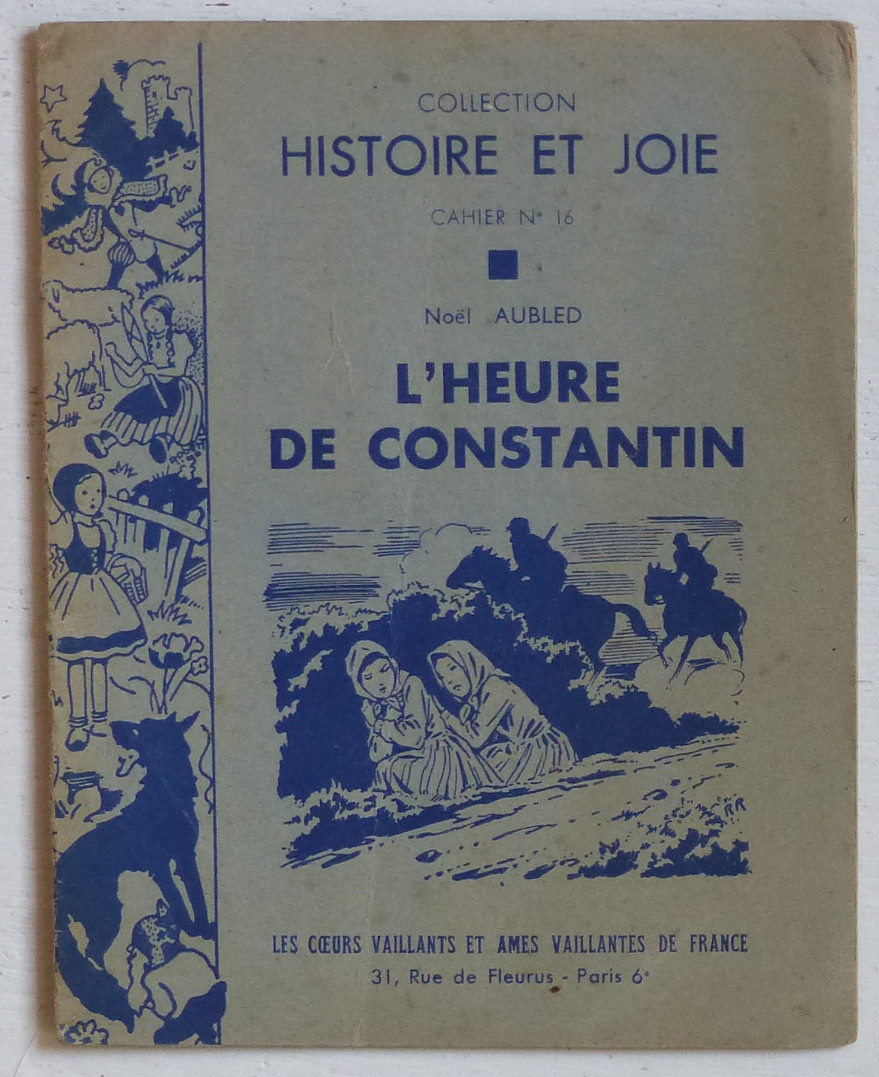 COLLECTION
HISTOIRE ET JOIE
CAHIER N° 16
Noël AUBLED
L'HEURE
DE CONSTANTIN
RR
LES CŒURS VAILLANTS ET AMES VAILLANTES DE FRANCE
31, Rue de Fleurus - Paris 6e